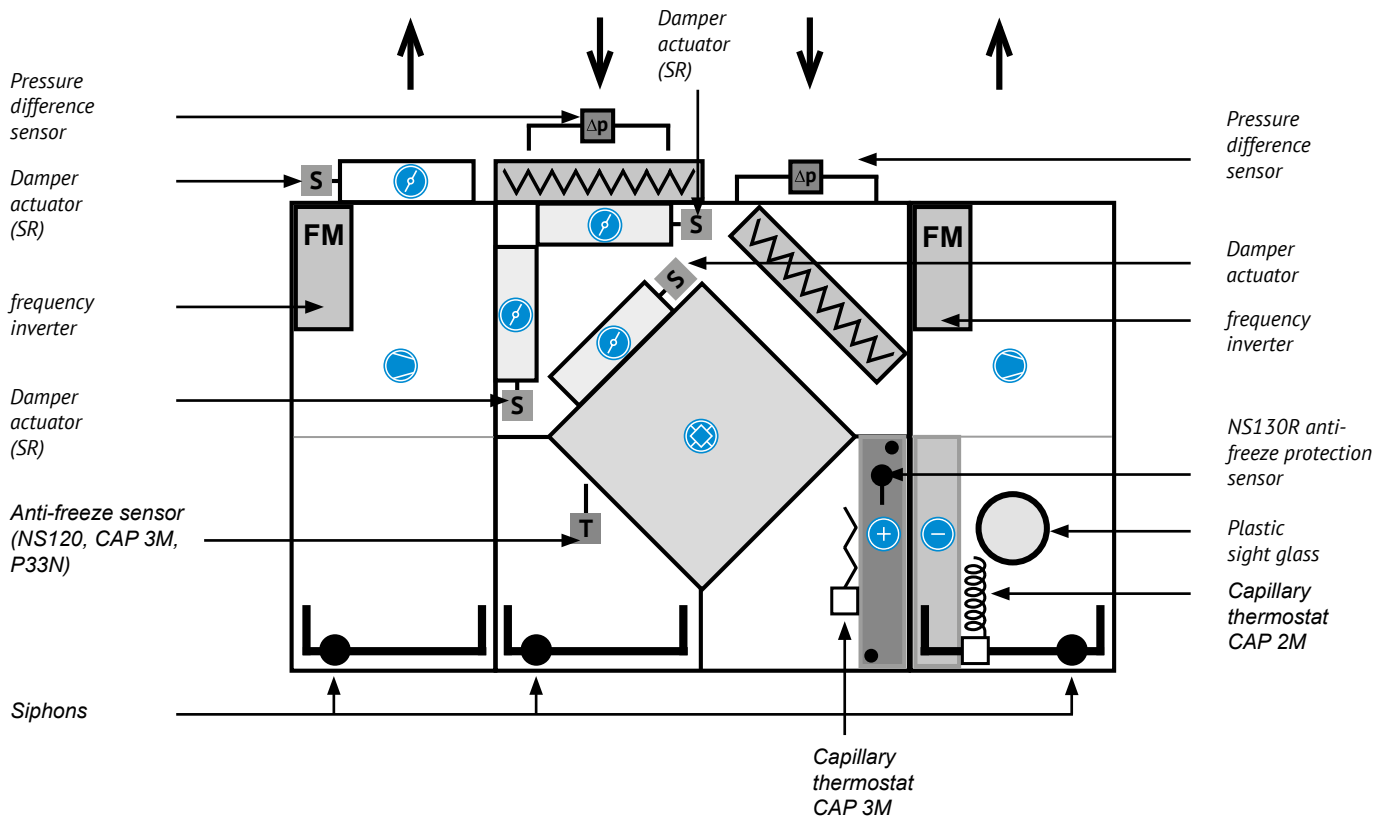 Damper
actuator
(SR)
Pressure
difference
sensor
Δp
Pressure
difference
sensor
Δp
S
Damper
actuator
(SR)
FM
S
FM
Damper
actuator
S
frequency
inverter
frequency
inverter
Damper
actuator
(SR)
S
NS130R anti-
freeze protection
sensor
Anti-freeze sensor
(NS120, CAP 3M,
P33N)
T
+
−
Plastic
sight glass
Capillary
thermostat
CAP 2M
Siphons
Capillary
thermostat
CAP 3M